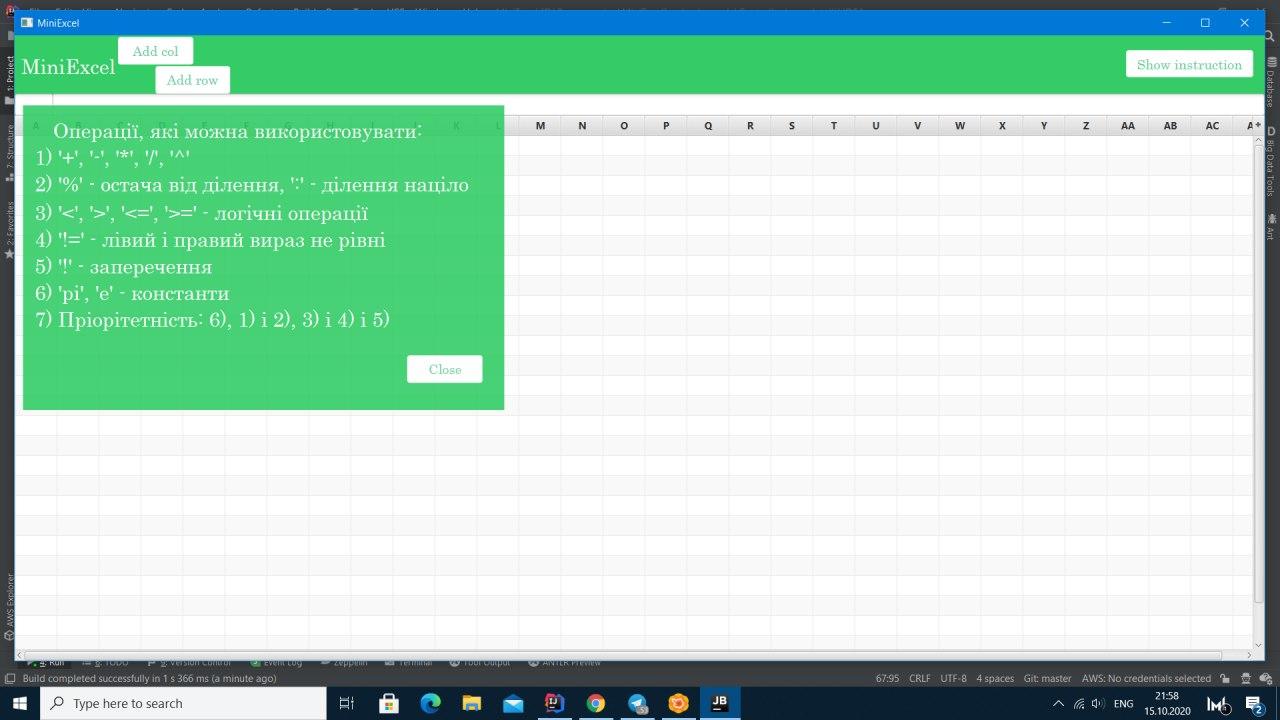 MiniExcel
MiniExcel
Add col
Add row
Show instruction
M N O P Q R S T U V W X Y Z AA AB AC
Операції, які можна використовувати:
1) '+', '-', '*', '/', '^'
2) '%' - остача від ділення, ':' - ділення націло
3) '<', '>', '<=', '>=' - логічні операції
4) '!=' - лівий і правий вираз не рівні
5) '!' - заперечення
6) 'pi', 'e' - константи
7) Пріорітетність: 6), 1) і 2), 3) і 4) і 5)
Close
1: Project
7: Structure
2: Favorites
AWS Explorer
Database
Big Data Tools
Ant
4: Run 6: TODO 9: Version Control Event Log Zeppelin Terminal Tool Output ANTLR Preview
Build completed successfully in 1 s 366 ms (a minute ago) 67:95 CRLF UTF-8 4 spaces Git: master AWS: No credentials selected
Type here to search
ENG
21:58
15.10.2020
2